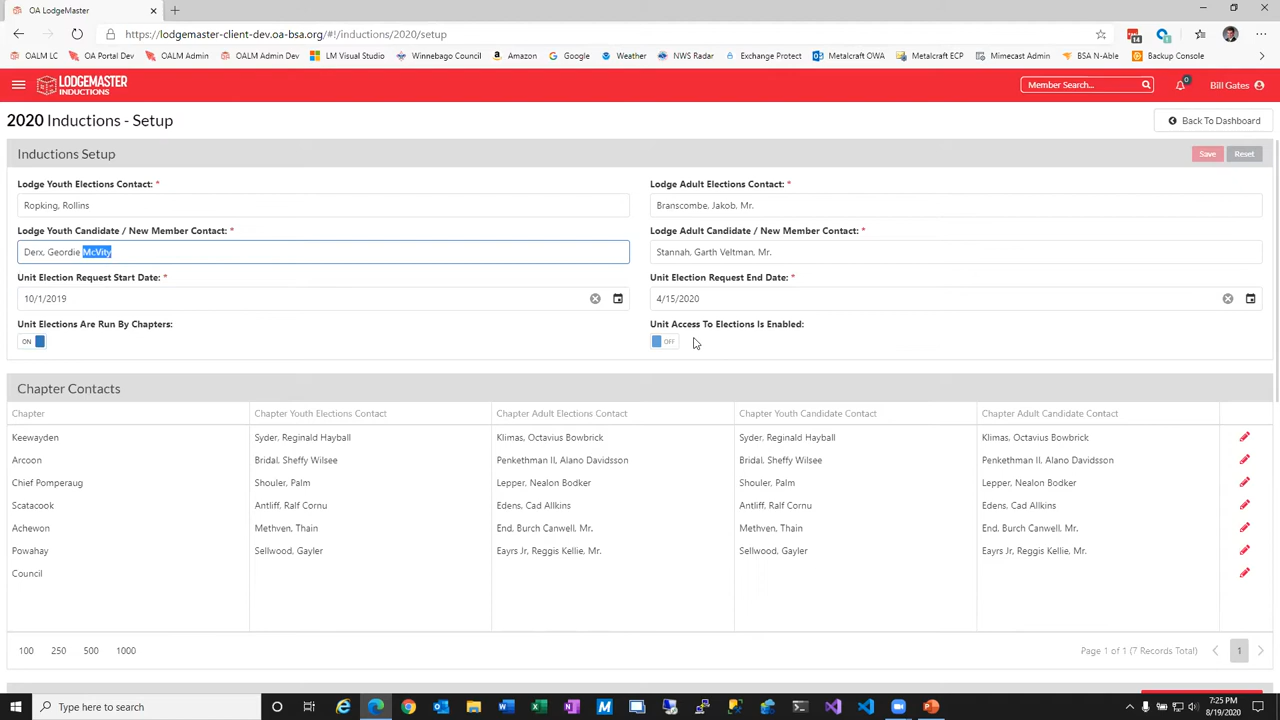 OA LodgeMaster
https://lodgemaster-client-dev.oa-bsa.org/#!/inductions/2020/setup
OALM LC OA Portal Dev OALM Admin OALM Admin Dev LM Visual Studio Winnebago Council Amazon Google Weather NWS Radar Exchange Protect Metalcraft OWA Metalcraft ECP Mimecast Admin BSA N-Able Backup Console
LODGEMASTER
INDUCTIONS
Member Search...
0
Bill Gates
2020 Inductions - Setup
Back To Dashboard
Inductions Setup
Save Reset
Lodge Youth Elections Contact: * Lodge Adult Elections Contact: *
Ropking, Rollins Branscombe, Jakob, Mr.
Lodge Youth Candidate / New Member Contact: * Lodge Adult Candidate / New Member Contact: *
Derx, Geordie McVity Stannah, Garth Veltman, Mr.
Unit Election Request Start Date: * Unit Election Request End Date: *
10/1/2019 4/15/2020
Unit Elections Are Run By Chapters: Unit Access To Elections Is Enabled:
ON OFF
Chapter Contacts
Chapter Chapter Youth Elections Contact Chapter Adult Elections Contact Chapter Youth Candidate Contact Chapter Adult Candidate Contact
Keewayden Syder, Reginald Hayball Klimas, Octavius Bowbrick Syder, Reginald Hayball Klimas, Octavius Bowbrick
Arcoon Bridal, Sheffy Wilsee Penkethman II, Alano Davidsson Bridal, Sheffy Wilsee Penkethman II, Alano Davidsson
Chief Pomperaug Shouler, Palm Lepper, Nealon Bodker Shouler, Palm Lepper, Nealon Bodker
Scatacook Antliff, Ralf Cornu Edens, Cad Allkins Antliff, Ralf Cornu Edens, Cad Allkins
Achewon Methven, Thain End, Burch Canwell, Mr. Methven, Thain End, Burch Canwell, Mr.
Powahay Sellwood, Gayler Eayrs Jr, Reggis Kellie, Mr. Sellwood, Gayler Eayrs Jr, Reggis Kellie, Mr.
Council
100 250 500 1000 Page 1 of 1 (7 Records Total) 1
Type here to search
7:25 PM
8/19/2020